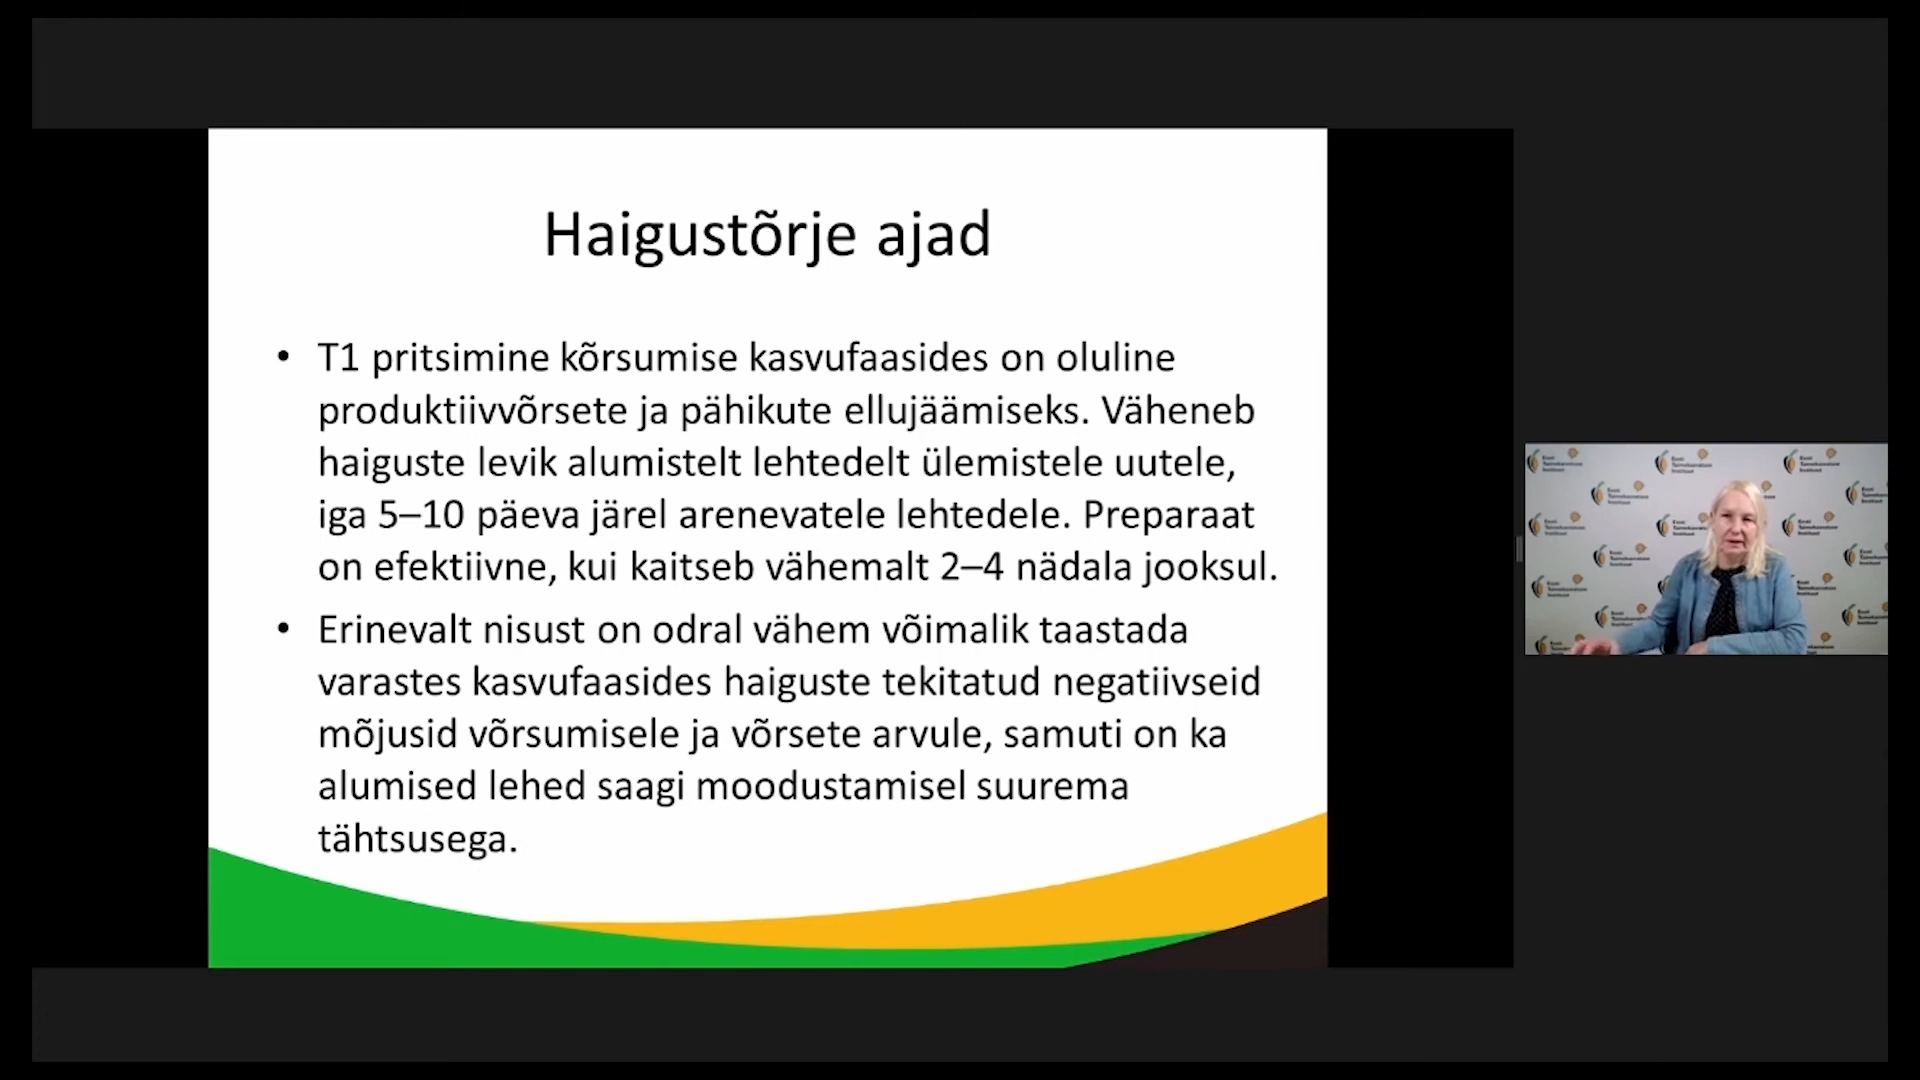 Haigustõrje ajad
• T1 pritsimine kõrsumise kasvufaasides on oluline
produktiivvõrsete ja pähikute ellujäämiseks. Väheneb
haiguste levik alumistelt lehtedelt ülemistele uutele,
iga 5–10 päeva järel arenevatele lehtedele. Preparaat
on efektiivne, kui kaitseb vähemalt 2–4 nädala jooksul.
• Erinevalt nisust on odral vähem võimalik taastada
varastes kasvufaasides haiguste tekitatud negatiivseid
mõjusid võrsumisele ja võrsete arvule, samuti on ka
alumised lehed saagi moodustamisel suurema
tähtsusega.